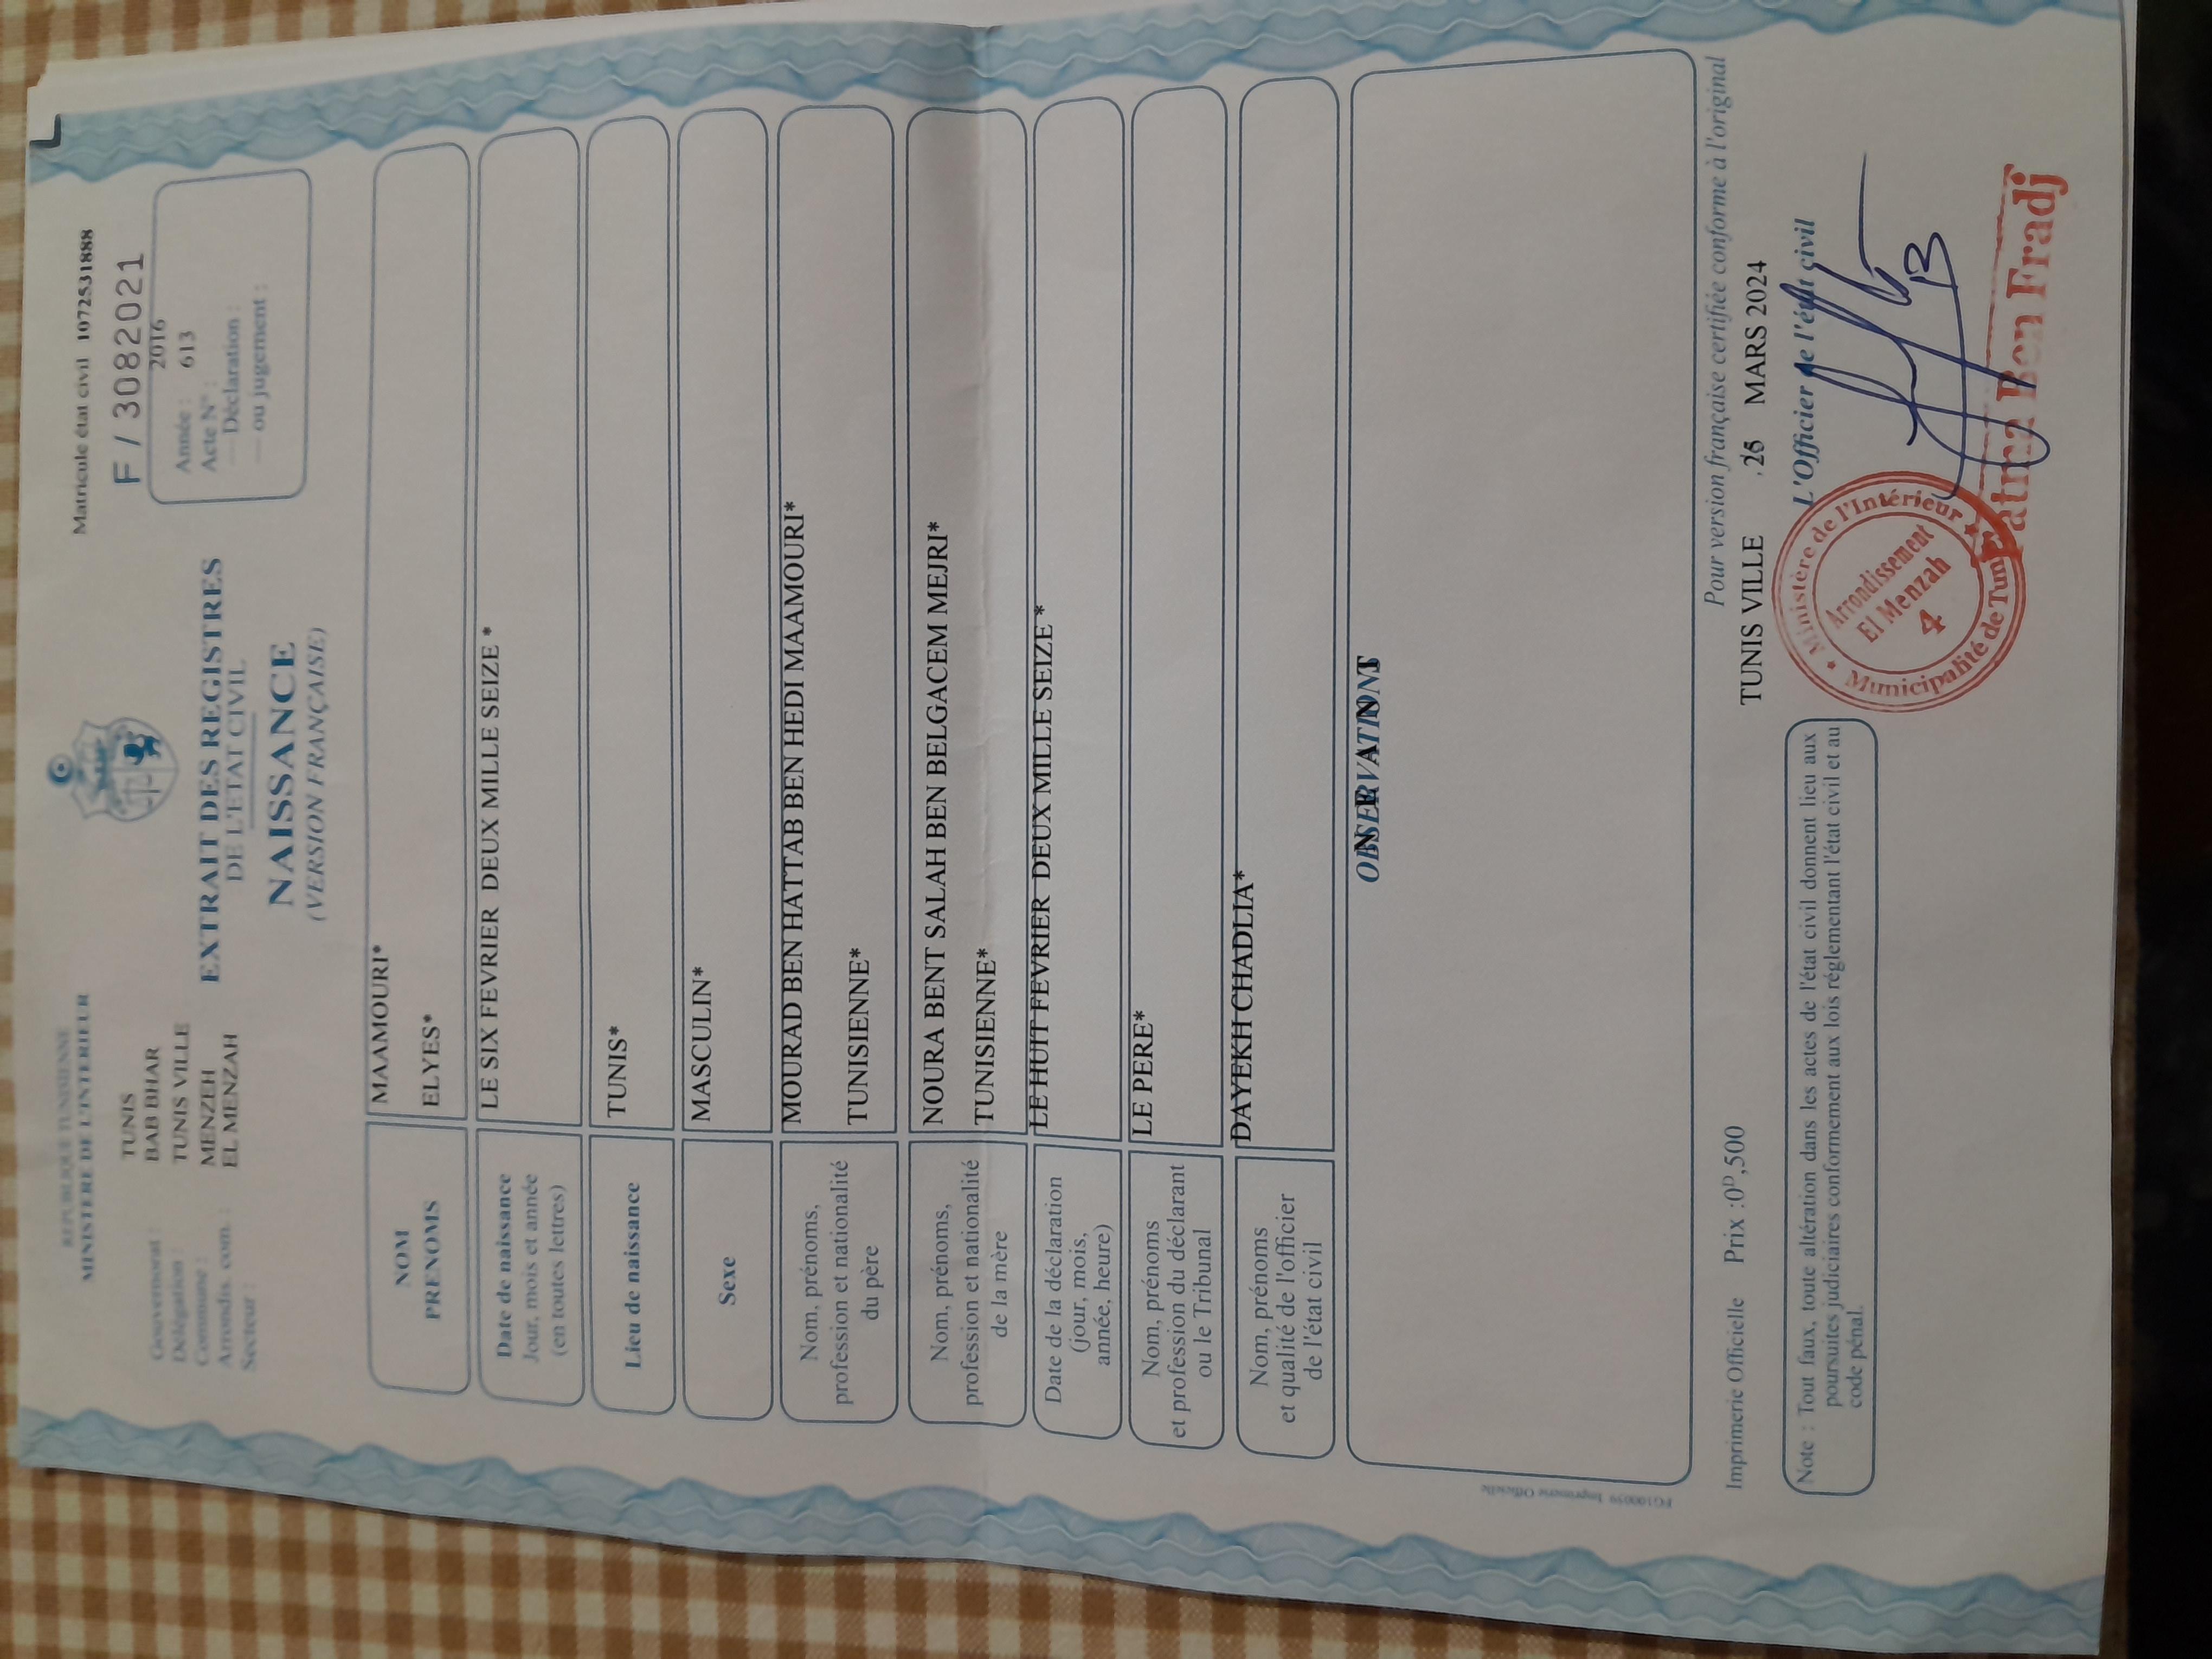 REPUBLIQUE TUNISIENNE
MINISTERE DE L'INTERIEUR
Gouvernorat : TUNIS
Délégation : BAB BHAR
Commune : TUNIS VILLE
Arrondis. com. : MENZEH
Secteur : EL MENZAH
EXTRAIT DES REGISTRES
DE L'ETAT CIVIL
NAISSANCE
(VERSION FRANÇAISE)
Matricule état civil 1072531888
F / 3082021
Année : 2016
Acte N° : 613
— Déclaration :
— ou jugement :
NOM
PRENOMS
MAAMOURI*
ELYES*
Date de naissance
Jour, mois et année
(en toutes lettres)
LE SIX FEVRIER DEUX MILLE SEIZE *
Lieu de naissance
TUNIS*
Sexe
MASCULIN*
Nom, prénoms,
profession et nationalité
du père
MOURAD BEN HATTAB BEN HEDI MAAMOURI*
TUNISIENNE*
Nom, prénoms,
profession et nationalité
de la mère
NOURA BENT SALAH BEN BELGACEM MEJRI*
TUNISIENNE*
Date de la déclaration
(jour, mois,
année, heure)
LE HUIT FEVRIER DEUX MILLE SEIZE *
Nom, prénoms
et profession du déclarant
ou le Tribunal
LE PERE*
Nom, prénoms
et qualité de l'officier
de l'état civil
DAYEKH CHADLIA*
OBSERVATIONS
FG100059 Imprimerie Officielle
Imprimerie Officielle Prix :0ᴰ,500
Pour version française certifiée conforme à l'original
TUNIS VILLE MARS 2024
L'Officier de l'état civil
Note : Tout faux, toute altération dans les actes de l'état civil donnent lieu aux
poursuites judiciaires conformement aux lois réglementant l'état civil et au
code pénal.
Ministère de l'Intérieur
Arrondissement
El Menzah
4
Municipalité de Tunis
Ben Fradj